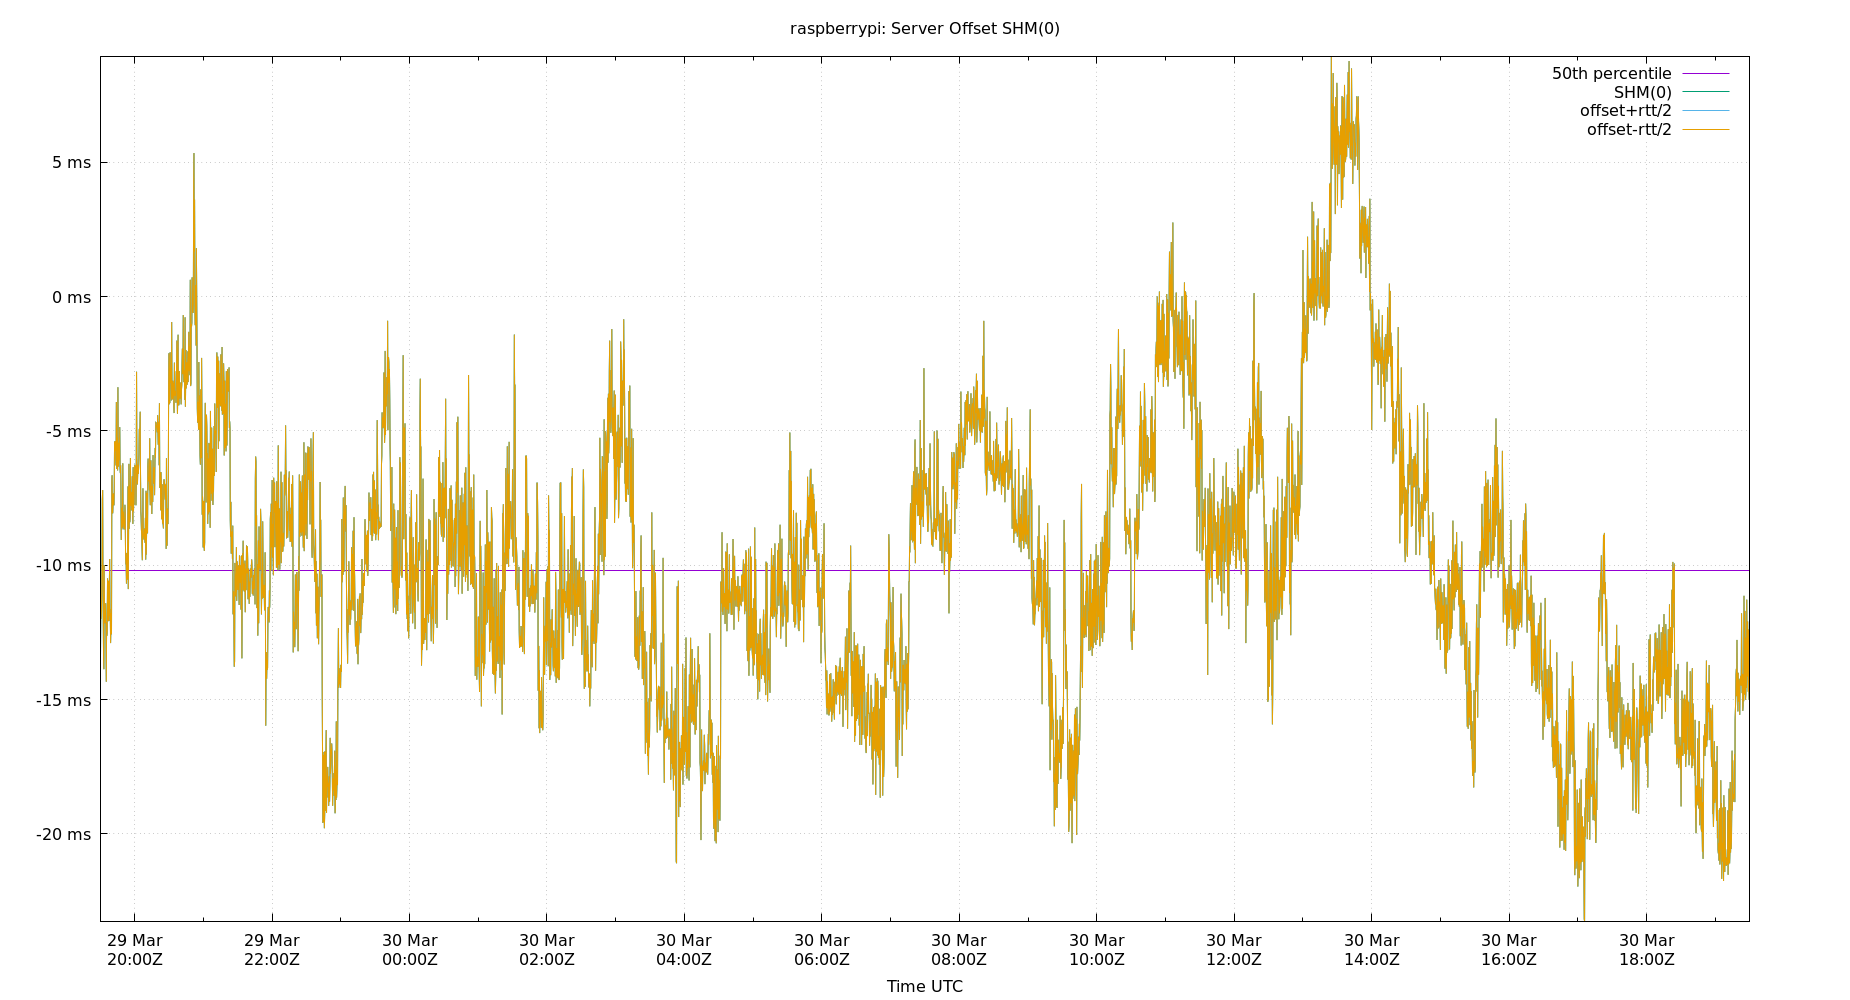 raspberrypi: Server Offset SHM(0)
50th percentile
SHM(0)
offset+rtt/2
offset-rtt/2
5 ms
0 ms
-5 ms
-10 ms
-15 ms
-20 ms
29 Mar 29 Mar 30 Mar 30 Mar 30 Mar 30 Mar 30 Mar 30 Mar 30 Mar 30 Mar 30 Mar 30 Mar
20:00Z 22:00Z 00:00Z 02:00Z 04:00Z 06:00Z 08:00Z 10:00Z 12:00Z 14:00Z 16:00Z 18:00Z
Time UTC